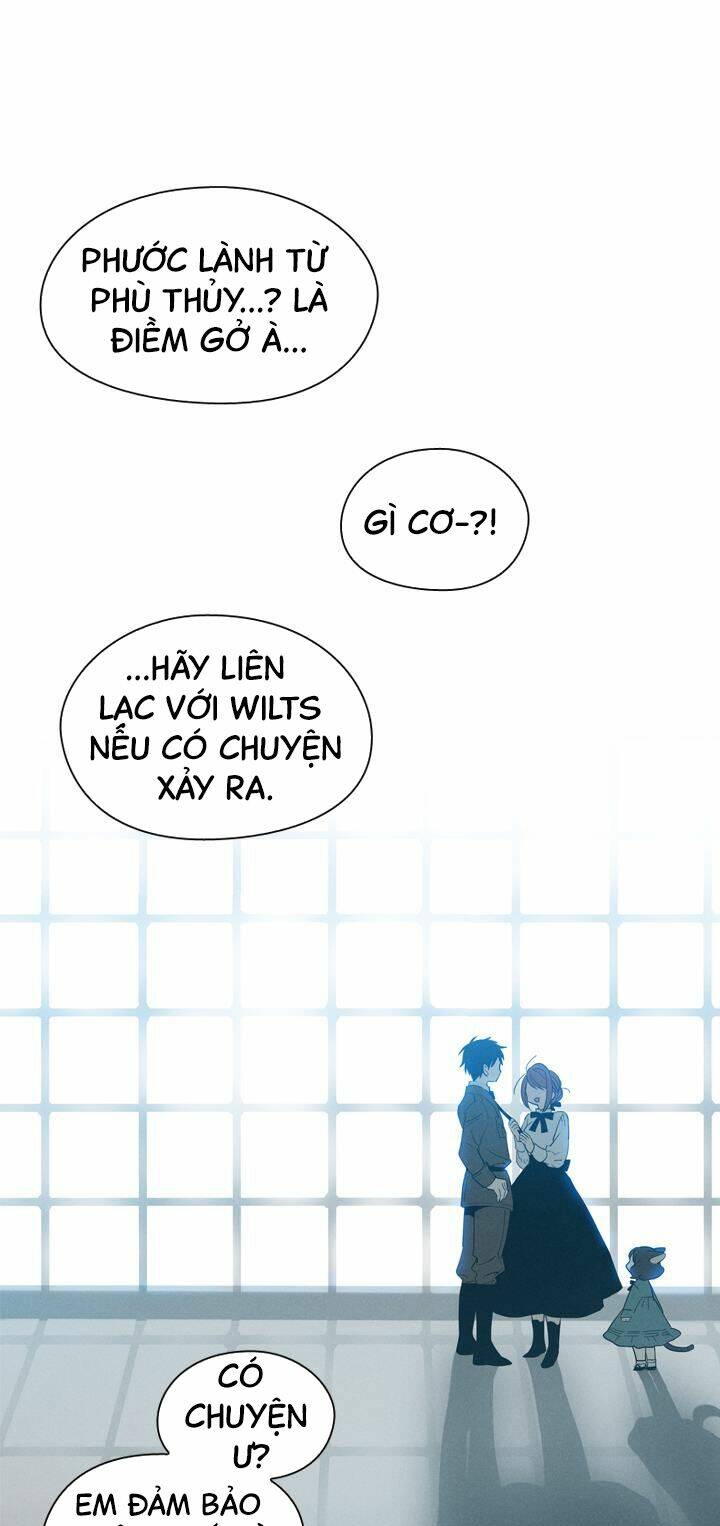 PHƯỚC LÀNH TỪ
PHÙ THỦY...? LÀ
ĐIỀM GỞ À...
GÌ CƠ-?!
...HÃY LIÊN
LẠC VỚI WILTS
NẾU CÓ CHUYỆN
XẢY RA.
CÓ
CHUYỆN
Ư?
EM ĐẢM BẢO